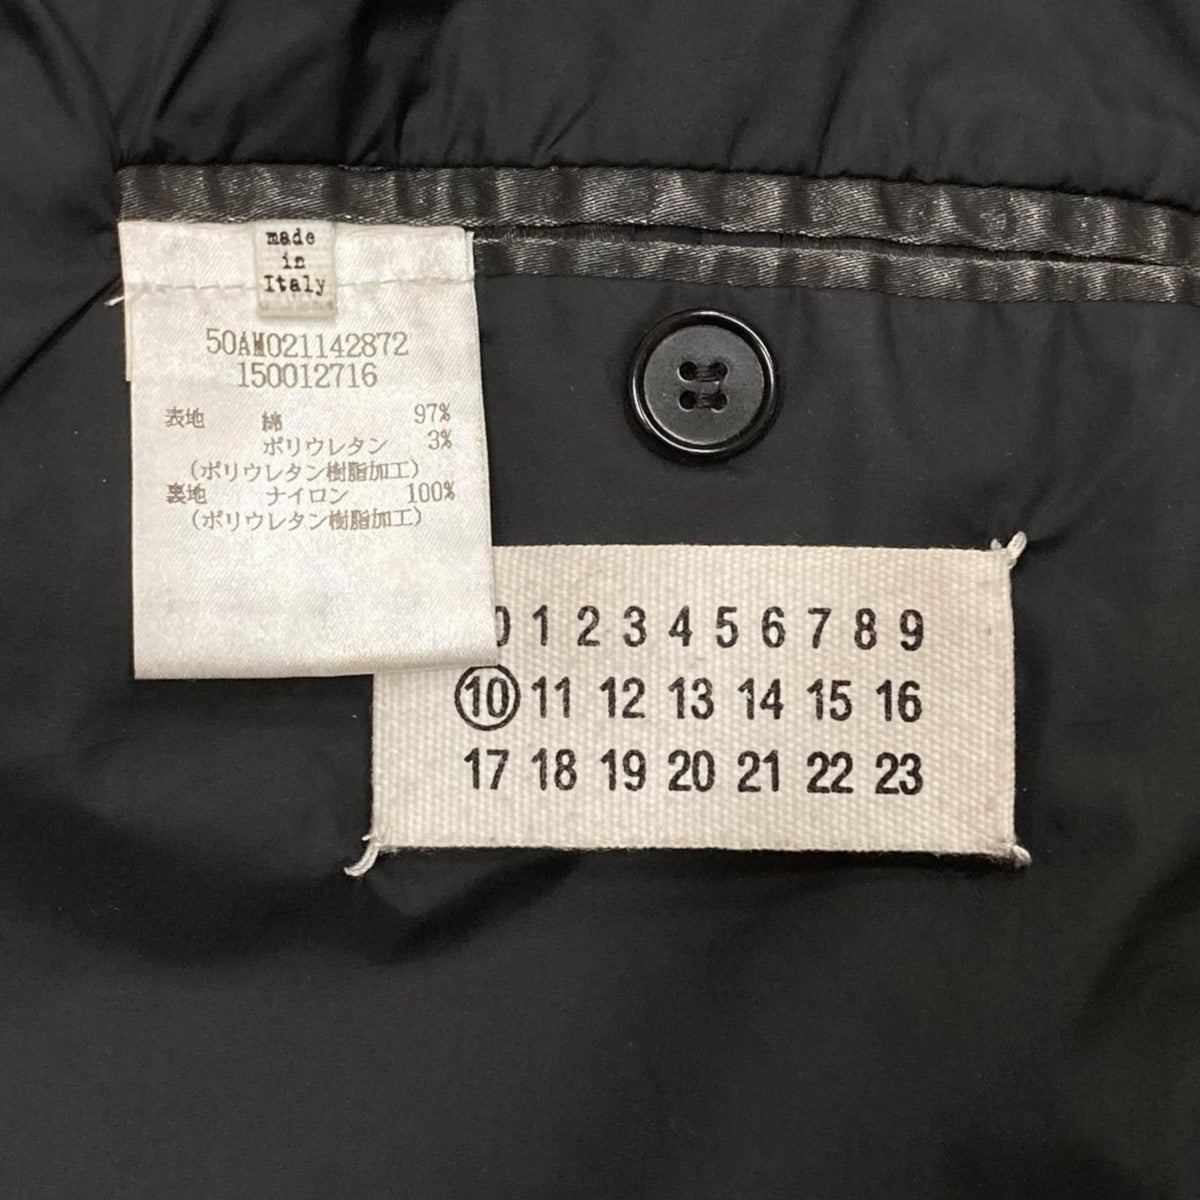 made
in
Italy
50AM021142872
150012716
表地 綿 97%
ポリウレタン 3%
(ポリウレタン樹脂加工)
裏地 ナイロン 100%
(ポリウレタン樹脂加工)
0 1 2 3 4 5 6 7 8 9
10 11 12 13 14 15 16
17 18 19 20 21 22 23